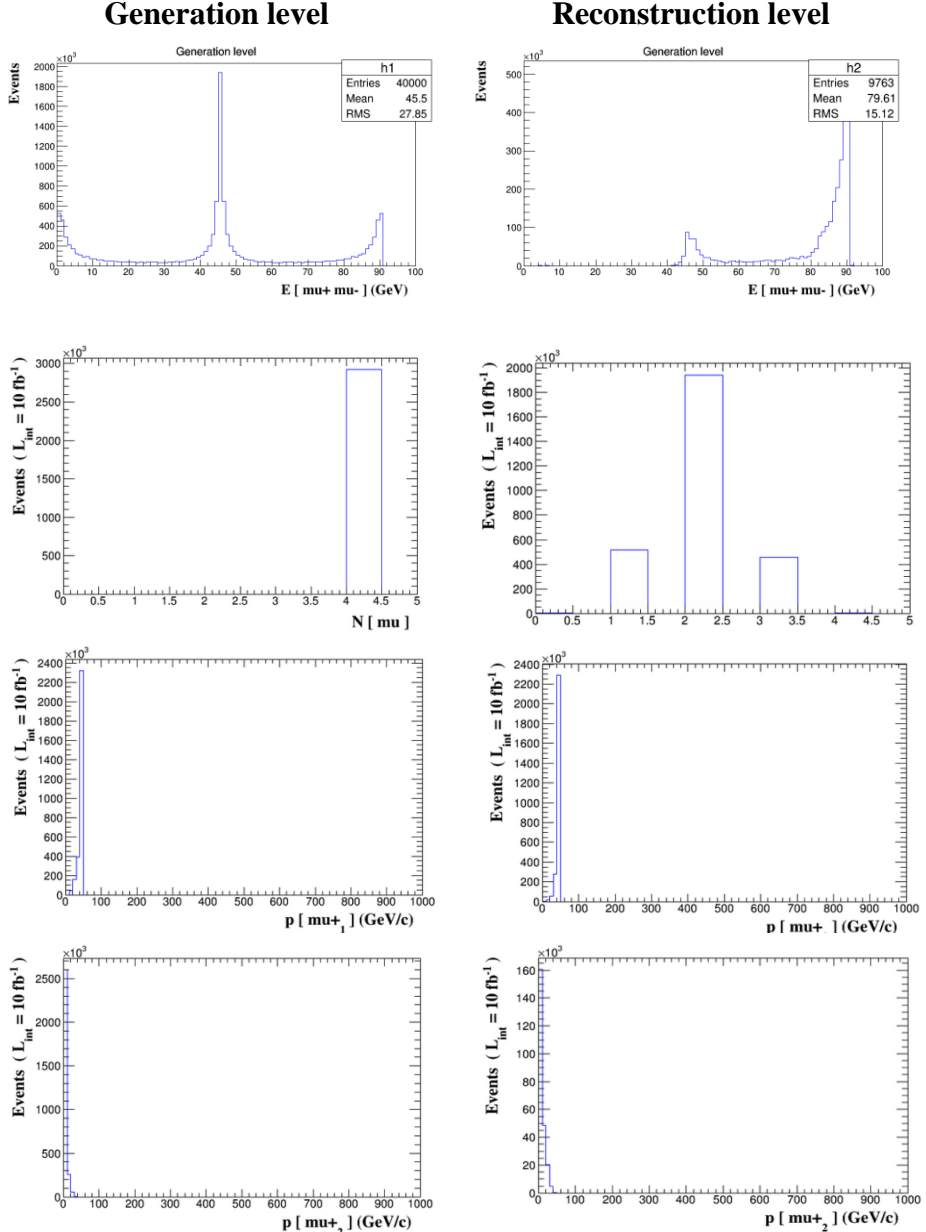 Generation level
Reconstruction level
Generation level
×10³
Events
2000
1800
1600
1400
1200
1000
800
600
400
200
0
h1
Entries 40000
Mean 45.5
RMS 27.85
0 10 20 30 40 50 60 70 80 90 100
E [ mu+ mu- ] (GeV)
Generation level
×10³
Events
500
400
300
200
100
0
h2
Entries 9763
Mean 79.61
RMS 15.12
0 10 20 30 40 50 60 70 80 90 100
E [ mu+ mu- ] (GeV)
×10³
Events ( L_int = 10 fb⁻¹ )
3000
2500
2000
1500
1000
500
0
0 0.5 1 1.5 2 2.5 3 3.5 4 4.5 5
N [ mu ]
×10³
Events ( L_int = 10 fb⁻¹ )
2000
1800
1600
1400
1200
1000
800
600
400
200
0
0 0.5 1 1.5 2 2.5 3 3.5 4 4.5 5
×10³
Events ( L_int = 10 fb⁻¹ )
2400
2200
2000
1800
1600
1400
1200
1000
800
600
400
200
0
0 100 200 300 400 500 600 700 800 900 1000
p [ mu+₁ ] (GeV/c)
×10³
Events ( L_int = 10 fb⁻¹ )
2400
2200
2000
1800
1600
1400
1200
1000
800
600
400
200
0
0 100 200 300 400 500 600 700 800 900 1000
p [ mu+ ] (GeV/c)
×10³
Events ( L_int = 10 fb⁻¹ )
2500
2000
1500
1000
500
0
0 100 200 300 400 500 600 700 800 900 1000
p [ mu+₂ ] (GeV/c)
×10³
Events ( L_int = 10 fb⁻¹ )
160
140
120
100
80
60
40
20
0
0 100 200 300 400 500 600 700 800 900 1000
p [ mu+₂ ] (GeV/c)